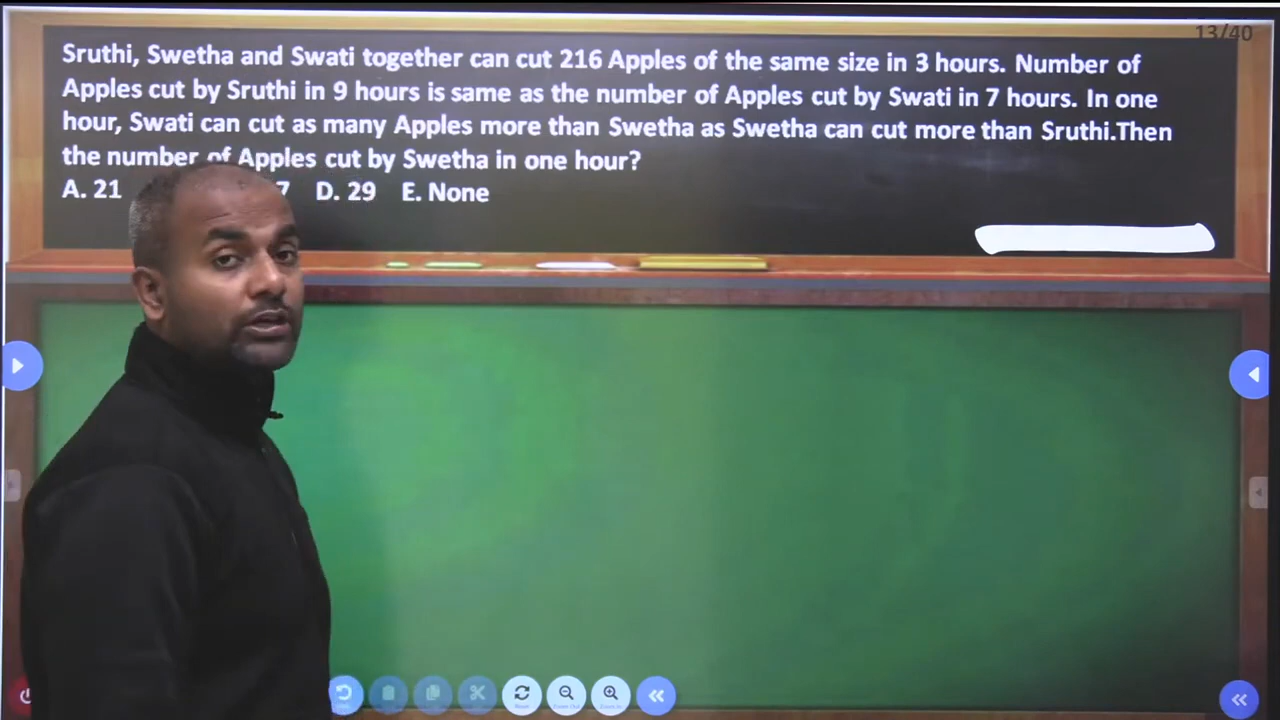 13/40
Sruthi, Swetha and Swati together can cut 216 Apples of the same size in 3 hours. Number of
Apples cut by Sruthi in 9 hours is same as the number of Apples cut by Swati in 7 hours. In one
hour, Swati can cut as many Apples more than Swetha as Swetha can cut more than Sruthi.Then
the number of Apples cut by Swetha in one hour?
A. 21 7 D. 29 E. None